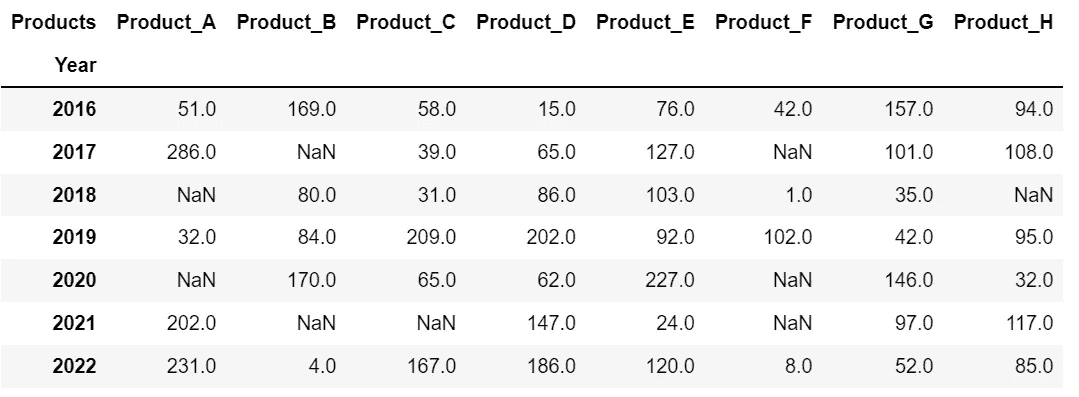 Products Product_A Product_B Product_C Product_D Product_E Product_F Product_G Product_H
Year
2016 51.0 169.0 58.0 15.0 76.0 42.0 157.0 94.0
2017 286.0 NaN 39.0 65.0 127.0 NaN 101.0 108.0
2018 NaN 80.0 31.0 86.0 103.0 1.0 35.0 NaN
2019 32.0 84.0 209.0 202.0 92.0 102.0 42.0 95.0
2020 NaN 170.0 65.0 62.0 227.0 NaN 146.0 32.0
2021 202.0 NaN NaN 147.0 24.0 NaN 97.0 117.0
2022 231.0 4.0 167.0 186.0 120.0 8.0 52.0 85.0